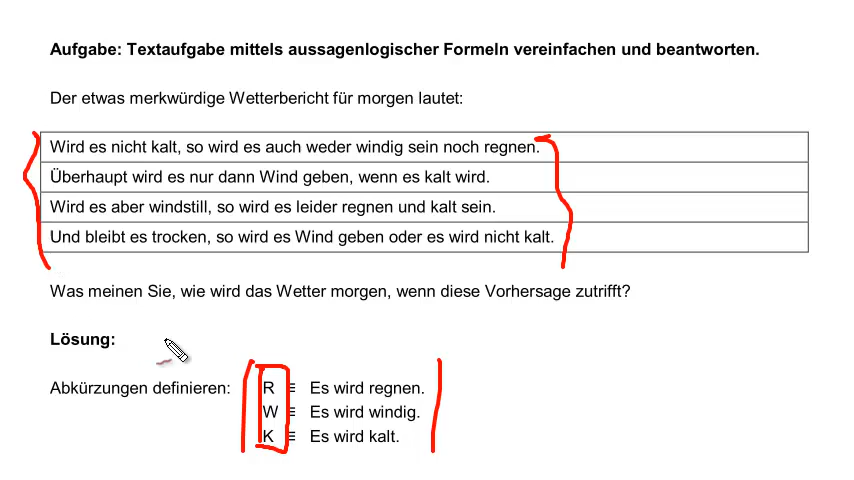 Aufgabe: Textaufgabe mittels aussagenlogischer Formeln vereinfachen und beantworten.
Der etwas merkwürdige Wetterbericht für morgen lautet:
Wird es nicht kalt, so wird es auch weder windig sein noch regnen.
Überhaupt wird es nur dann Wind geben, wenn es kalt wird.
Wird es aber windstill, so wird es leider regnen und kalt sein.
Und bleibt es trocken, so wird es Wind geben oder es wird nicht kalt.
Was meinen Sie, wie wird das Wetter morgen, wenn diese Vorhersage zutrifft?
Lösung:
Abkürzungen definieren: R ≡ Es wird regnen.
W ≡ Es wird windig.
K ≡ Es wird kalt.